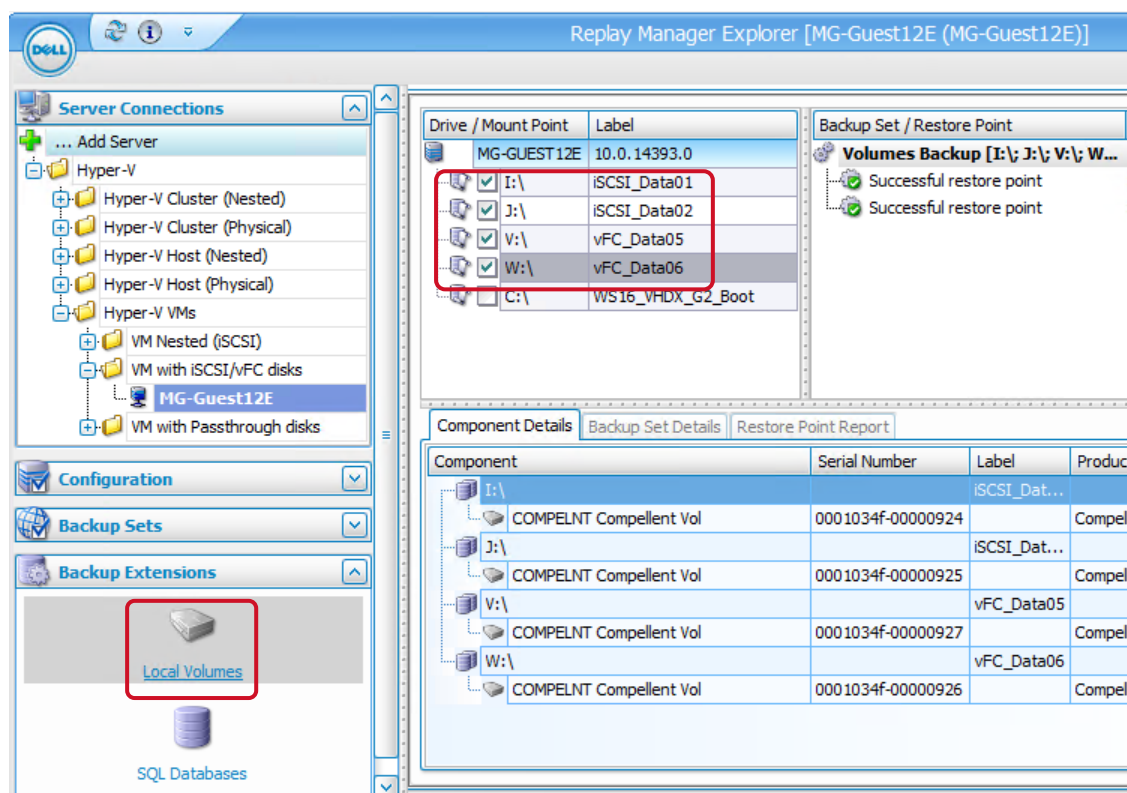 Replay Manager Explorer [MG-Guest12E (MG-Guest12E)]
DELL
Server Connections
... Add Server
Hyper-V
Hyper-V Cluster (Nested)
Hyper-V Cluster (Physical)
Hyper-V Host (Nested)
Hyper-V Host (Physical)
Hyper-V VMs
VM Nested (iSCSI)
VM with iSCSI/vFC disks
MG-Guest12E
VM with Passthrough disks
Configuration
Backup Sets
Backup Extensions
Local Volumes
SQL Databases
Drive / Mount Point Label
MG-GUEST12E 10.0.14393.0
I:\ iSCSI_Data01
J:\ iSCSI_Data02
V:\ vFC_Data05
W:\ vFC_Data06
C:\ WS16_VHDX_G2_Boot
Backup Set / Restore Point
Volumes Backup [I:\; J:\; V:\; W...
Successful restore point
Successful restore point
Component Details Backup Set Details Restore Point Report
Component Serial Number Label Produc
I:\ iSCSI_Dat...
COMPELNT Compellent Vol 0001034f-00000924 Compel
J:\ iSCSI_Dat...
COMPELNT Compellent Vol 0001034f-00000925 Compel
V:\ vFC_Data05
COMPELNT Compellent Vol 0001034f-00000927 Compel
W:\ vFC_Data06
COMPELNT Compellent Vol 0001034f-00000926 Compel